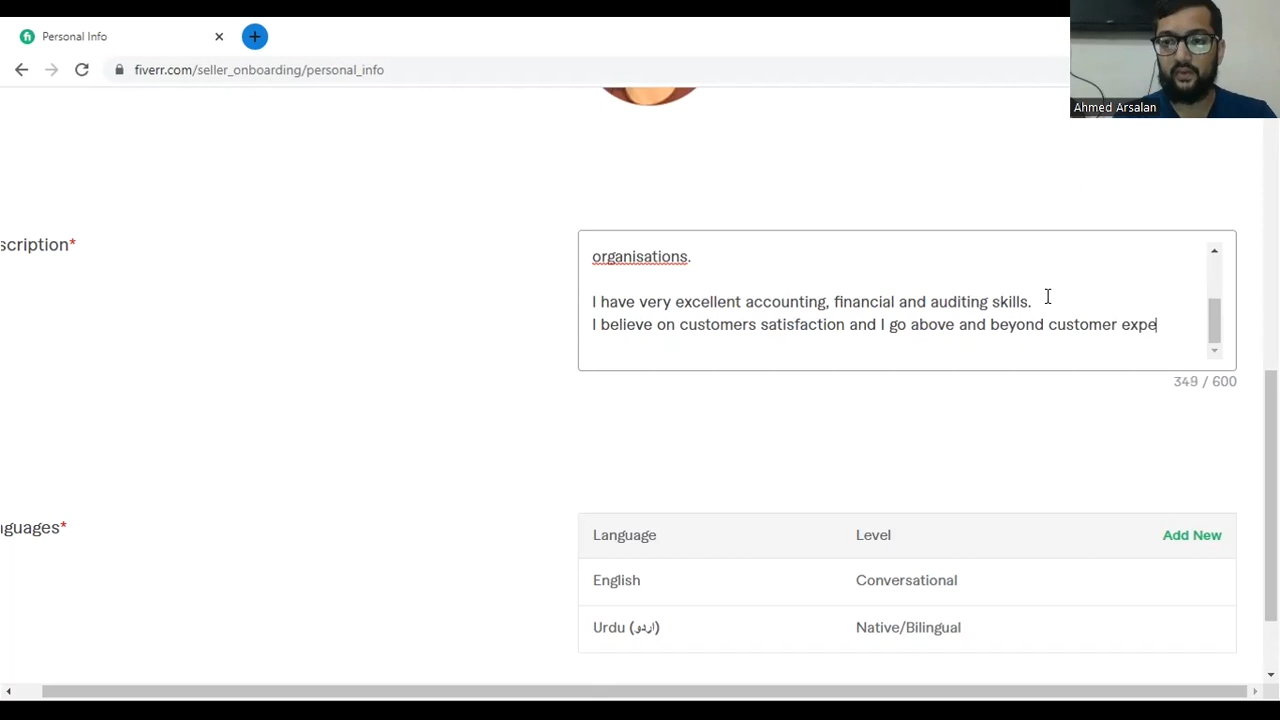 Personal Info
fiverr.com/seller_onboarding/personal_info
Ahmed Arsalan
scription*
organisations.
I have very excellent accounting, financial and auditing skills.
I believe on customers satisfaction and I go above and beyond customer expe
349 / 600
nguages*
Language Level Add New
English Conversational
Urdu (اردو) Native/Bilingual